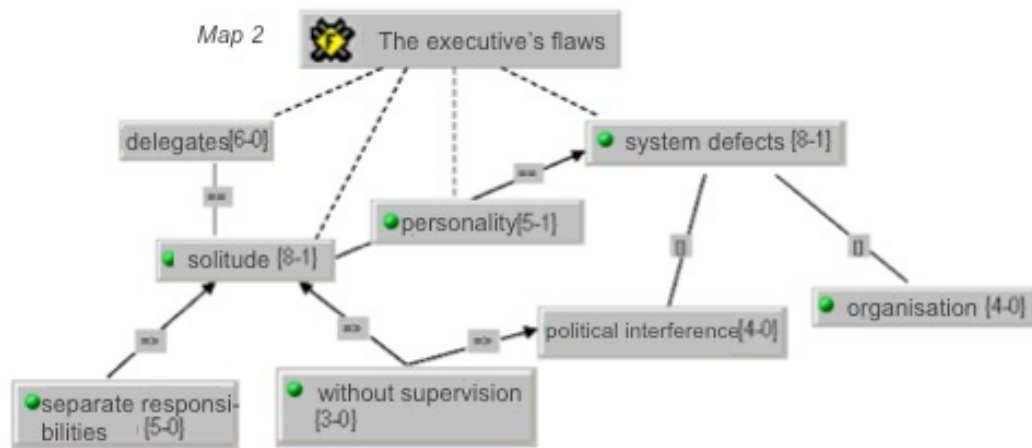 Map 2
F
The executive's flaws
delegates[6-0]
system defects [8-1]
==
==
personality[5-1]
solitude [8-1]
[]
[]
organisation [4-0]
political interference[4-0]
=>
=>
=>
separate responsi-
bilities [5-0]
without supervision
[3-0]